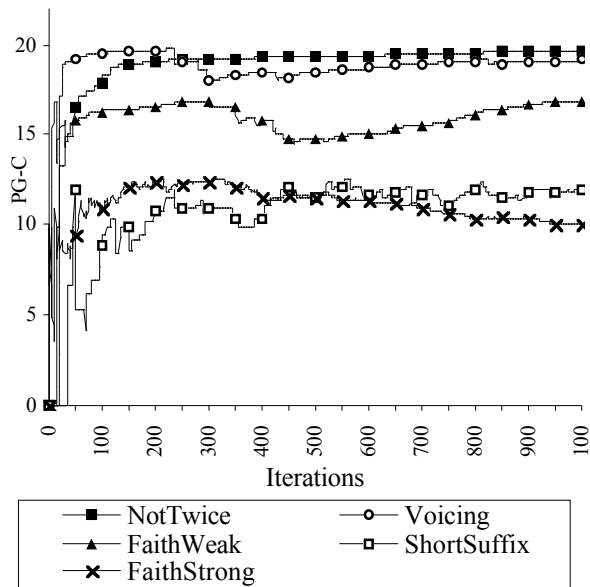 20
15
PG-C
10
5
0
0 100 200 300 400 500 600 700 800 900 100
Iterations
NotTwice Voicing
FaithWeak ShortSuffix
FaithStrong